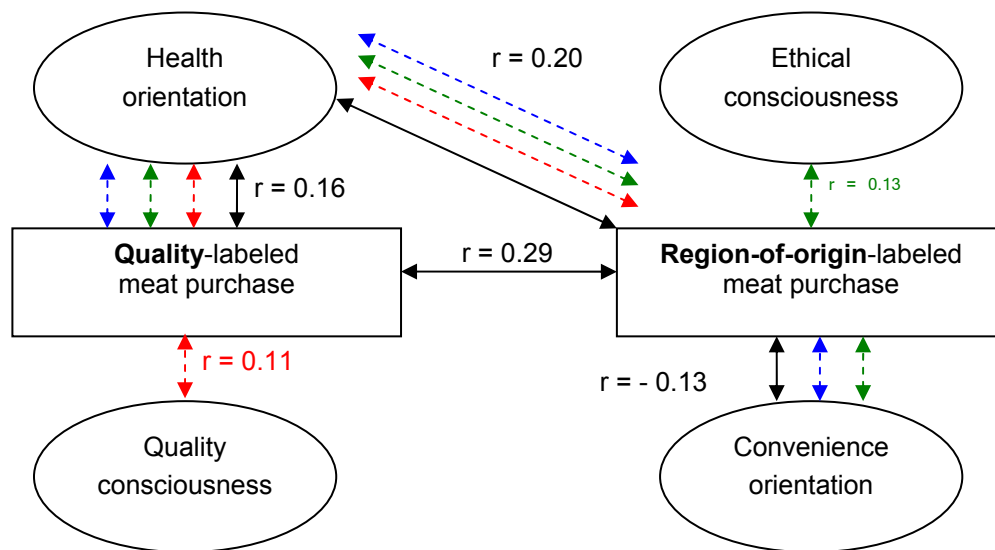 Health
orientation
r = 0.20
Ethical
consciousness
r = 0.16
r = 0.13
Quality-labeled
meat purchase
r = 0.29
Region-of-origin-labeled
meat purchase
r = 0.11
r = - 0.13
Quality
consciousness
Convenience
orientation